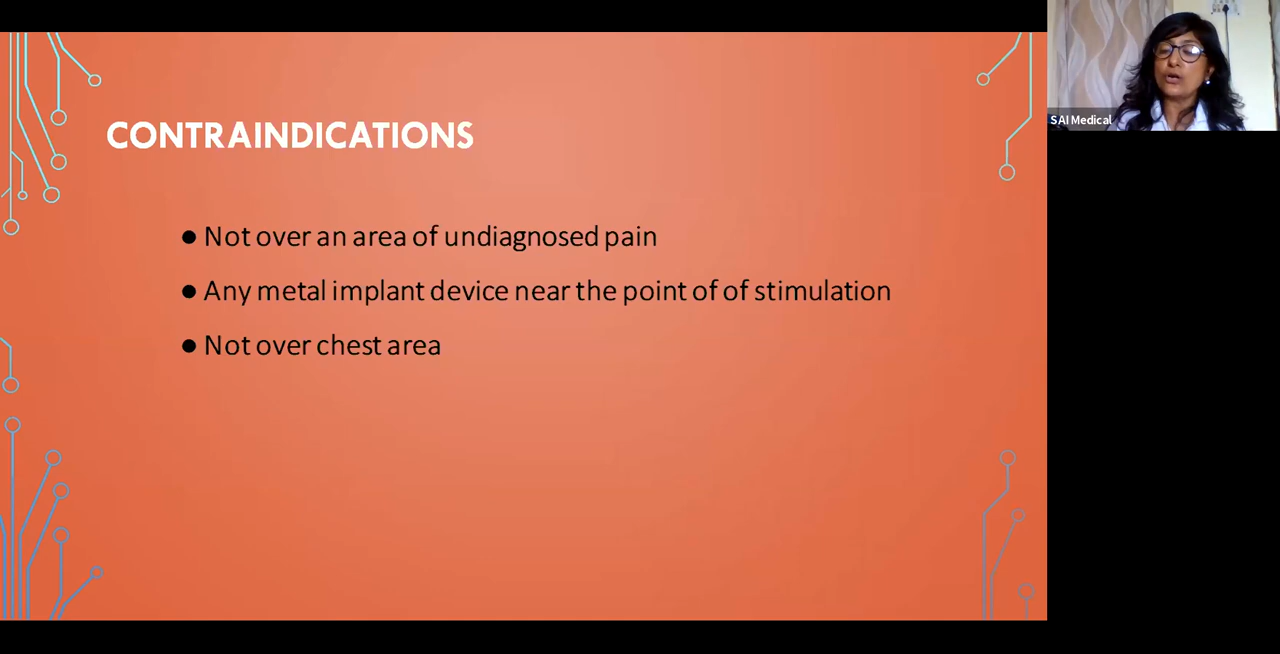 CONTRAINDICATIONS
● Not over an area of undiagnosed pain
● Any metal implant device near the point of of stimulation
● Not over chest area
SAI Medical